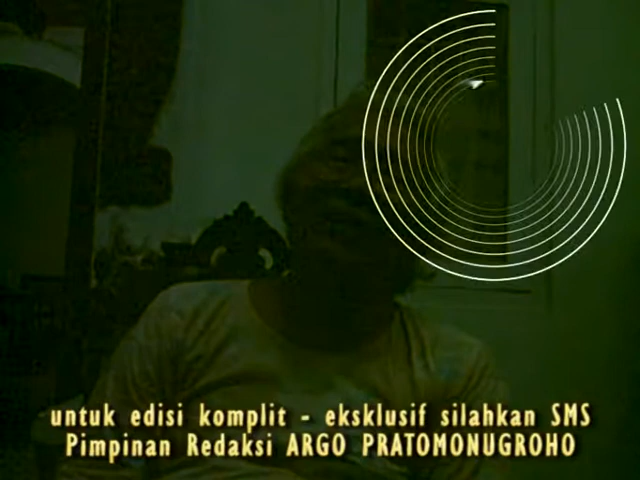 untuk edisi komplit - eksklusif silahkan SMS
Pimpinan Redaksi ARGO PRATOMONUGROHO